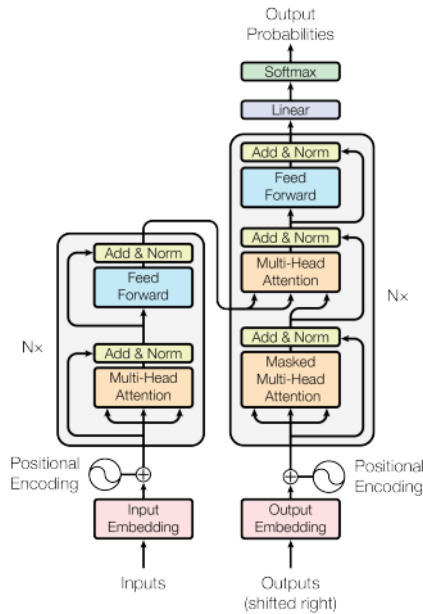 Output
Probabilities
Softmax
Linear
Add & Norm
Feed
Forward
Add & Norm
Multi-Head
Attention
Add & Norm
Masked
Multi-Head
Attention
N×
Positional
Encoding
Output
Embedding
Outputs
(shifted right)
Add & Norm
Feed
Forward
Add & Norm
Multi-Head
Attention
N×
Positional
Encoding
Input
Embedding
Inputs